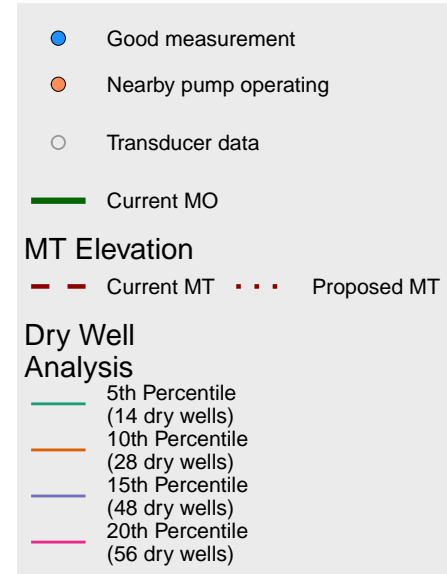 Good measurement
Nearby pump operating
Transducer data
Current MO
MT Elevation
Current MT Proposed MT
Dry Well
Analysis
5th Percentile
(14 dry wells)
10th Percentile
(28 dry wells)
15th Percentile
(48 dry wells)
20th Percentile
(56 dry wells)